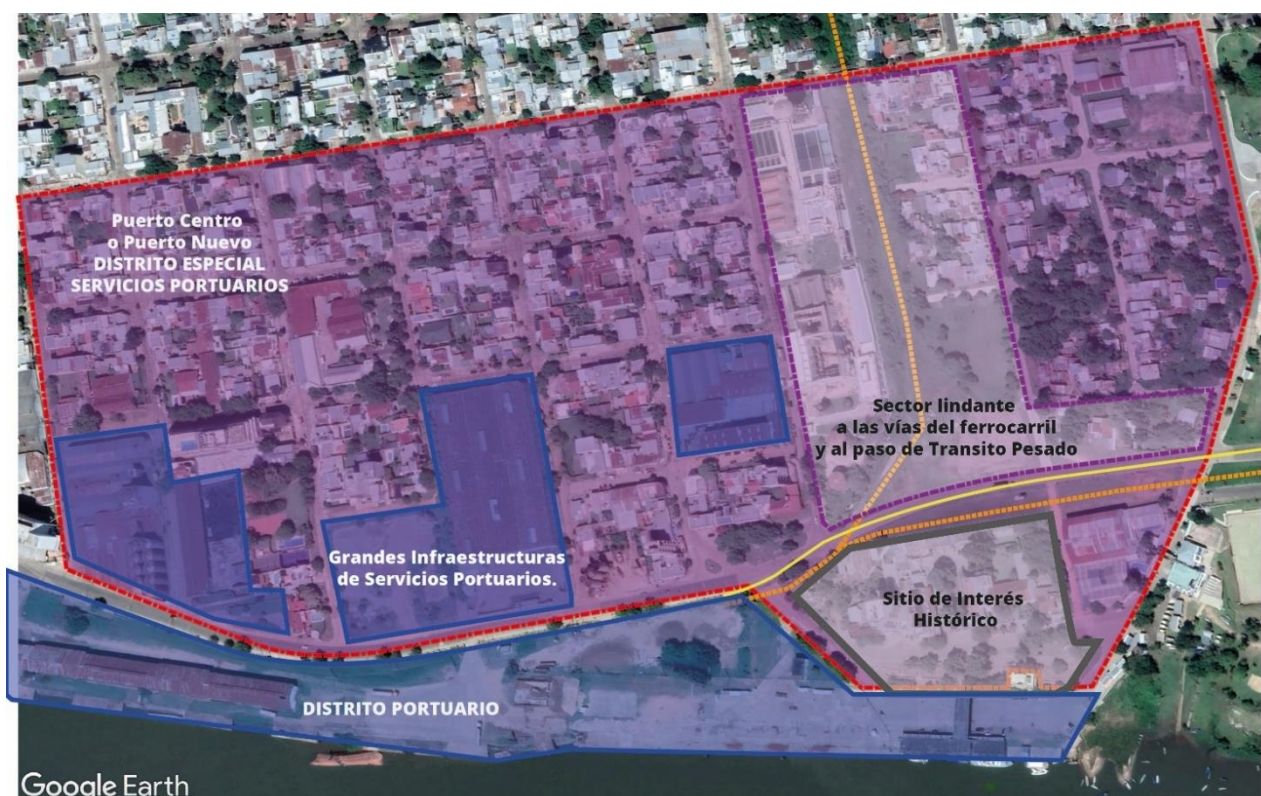 Puerto Centro
o Puerto Nuevo
DISTRITO ESPECIAL
SERVICIOS PORTUARIOS
Sector lindante
a las vías del ferrocarril
y al paso de Transito Pesado
Grandes Infraestructuras
de Servicios Portuarios.
Sitio de Interés
Histórico
DISTRITO PORTUARIO
Google Earth